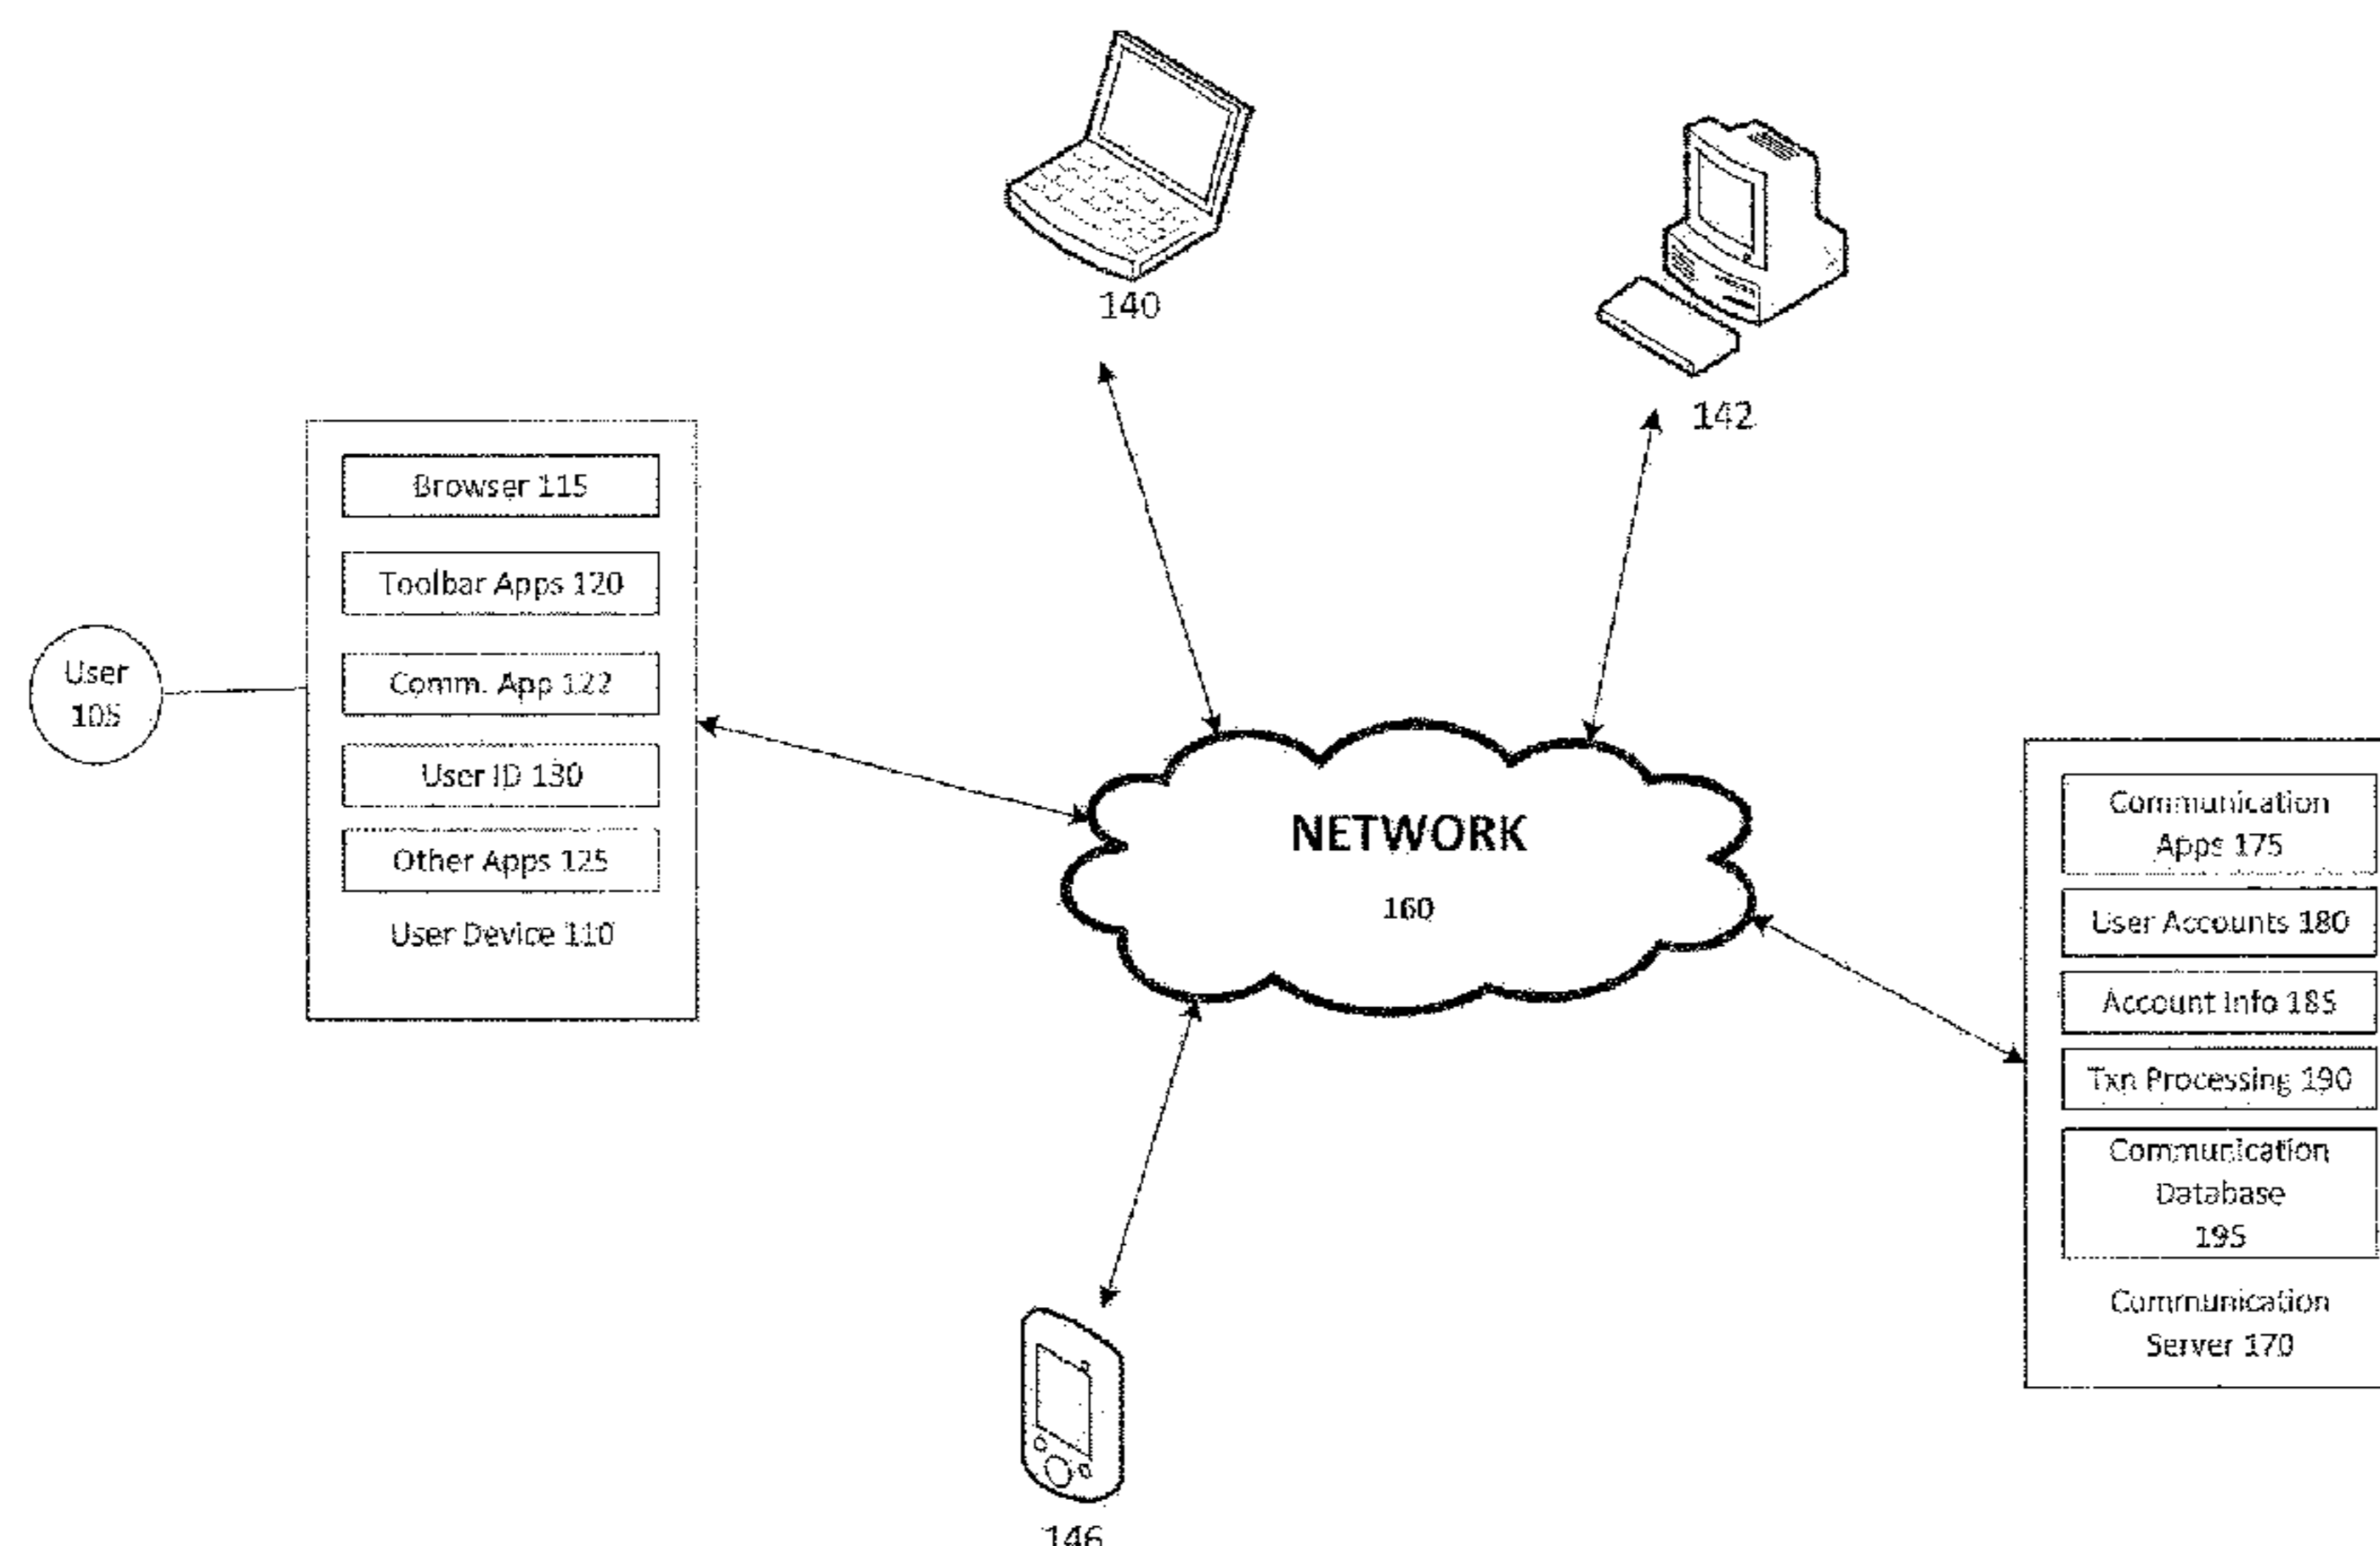 140
142
Browser 115
Toolbar Apps 120
Comm. App 122
User ID 130
Other Apps 125
User Device 110
User
105
NETWORK
160
Communication
Apps 175
User Accounts 180
Account Info 185
Txn Processing 190
Communication
Database
195
Communication
Server 170
146